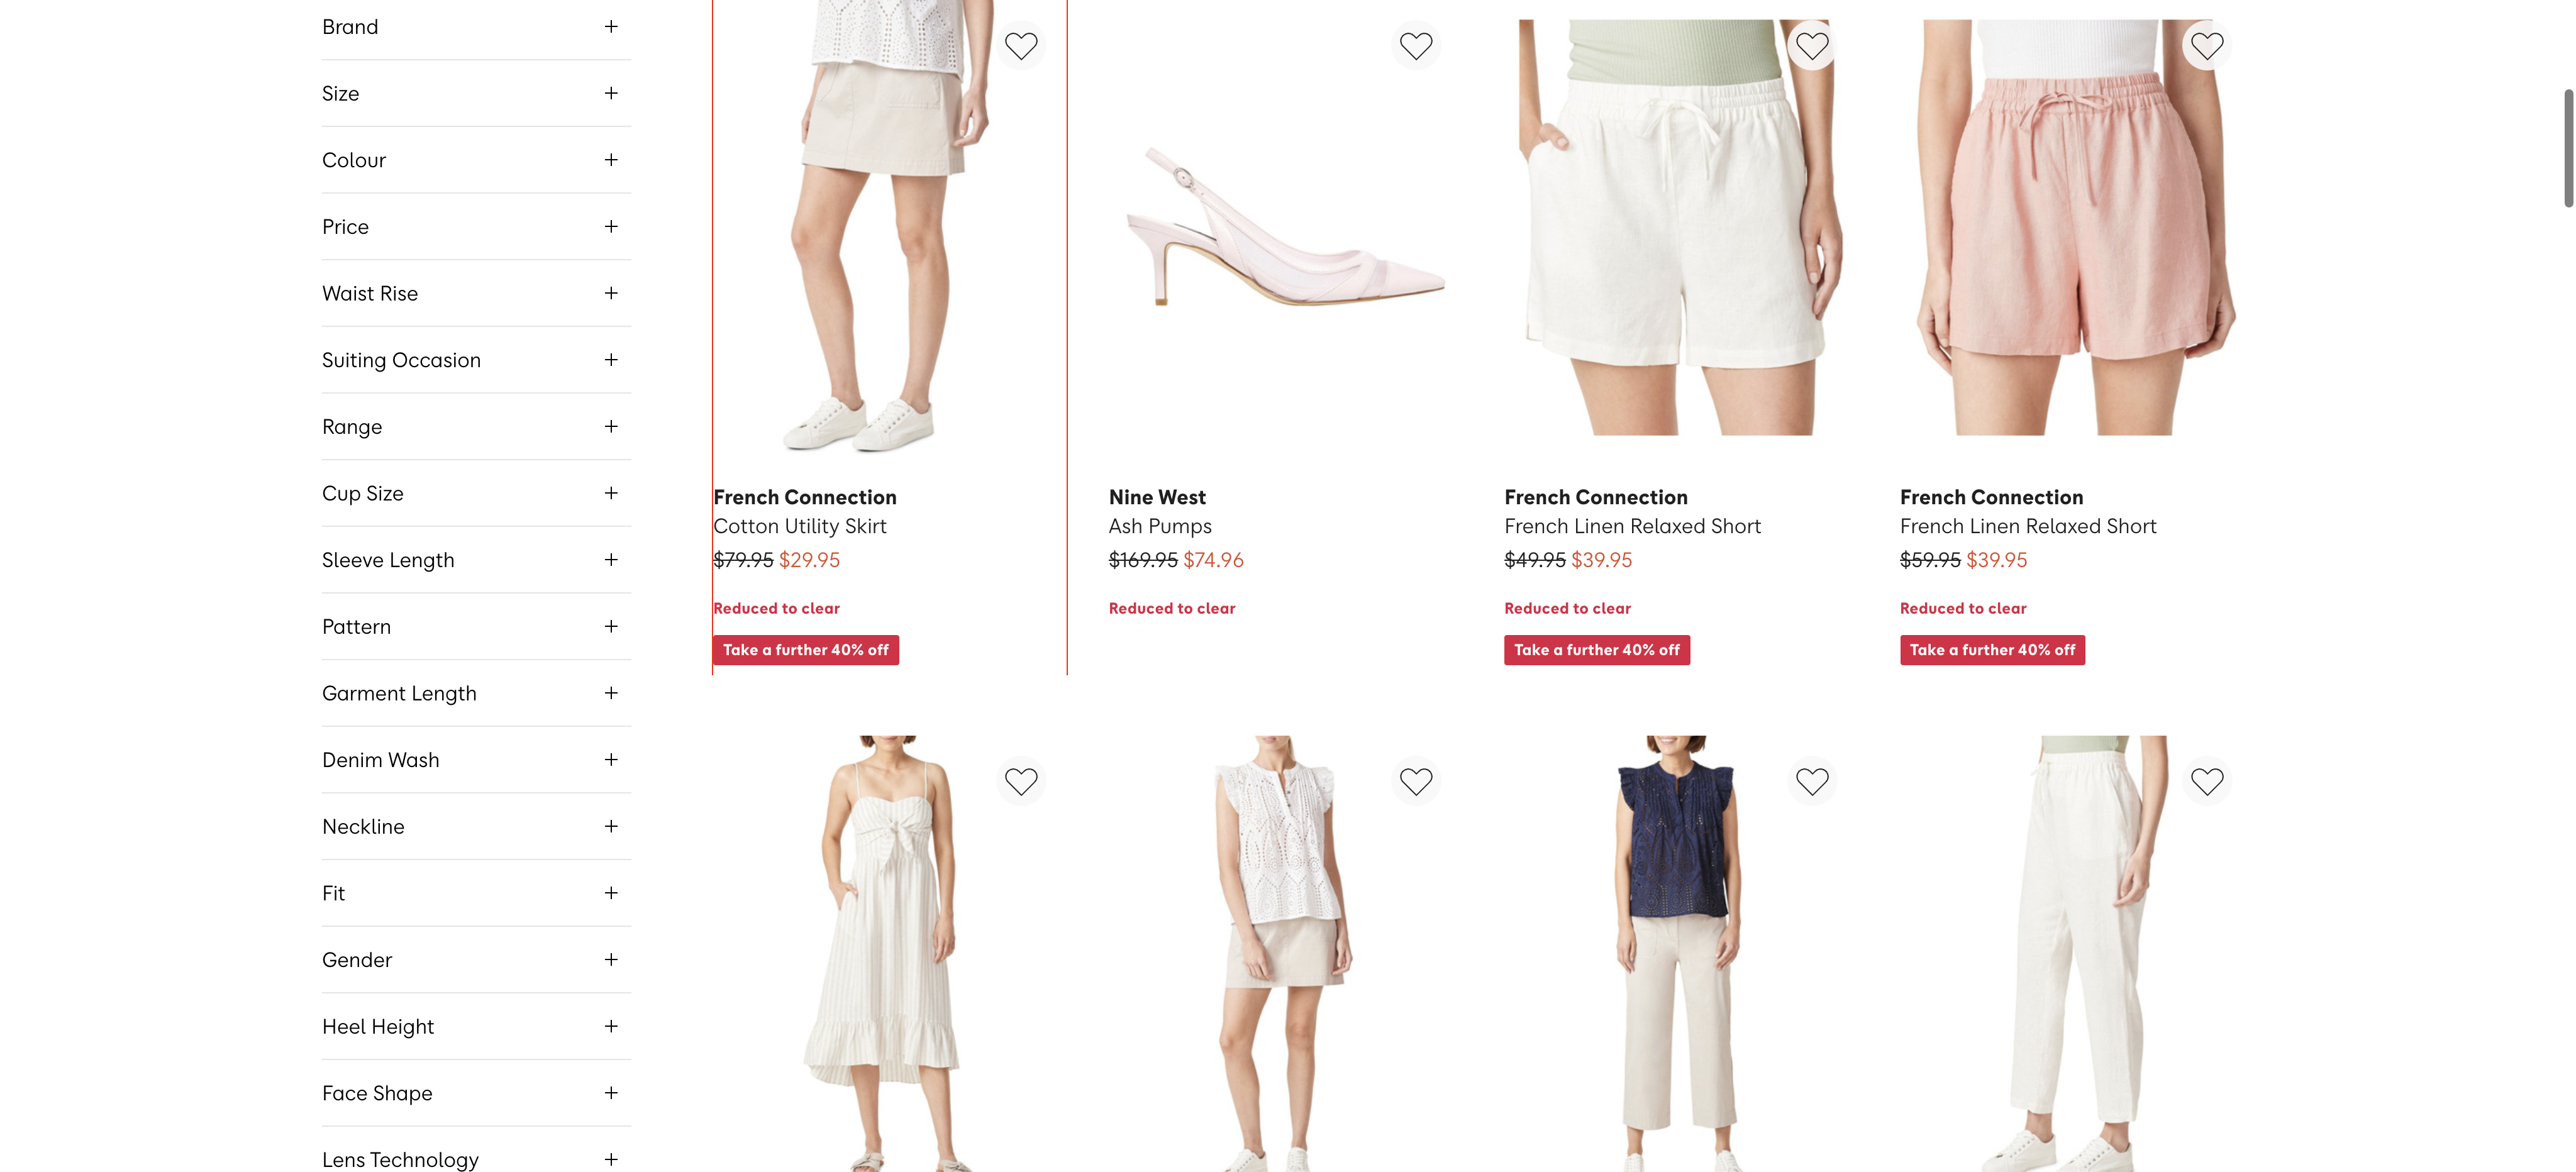 Brand
Size
Colour
Price
Waist Rise
Suiting Occasion
Range
Cup Size
Sleeve Length
Pattern
Garment Length
Denim Wash
Neckline
Fit
Gender
Heel Height
Face Shape
Lens Technology
French Connection
Cotton Utility Skirt
$79.95 $29.95
Reduced to clear
Take a further 40% off
Nine West
Ash Pumps
$169.95 $74.96
Reduced to clear
French Connection
French Linen Relaxed Short
$49.95 $39.95
Reduced to clear
Take a further 40% off
French Connection
French Linen Relaxed Short
$59.95 $39.95
Reduced to clear
Take a further 40% off